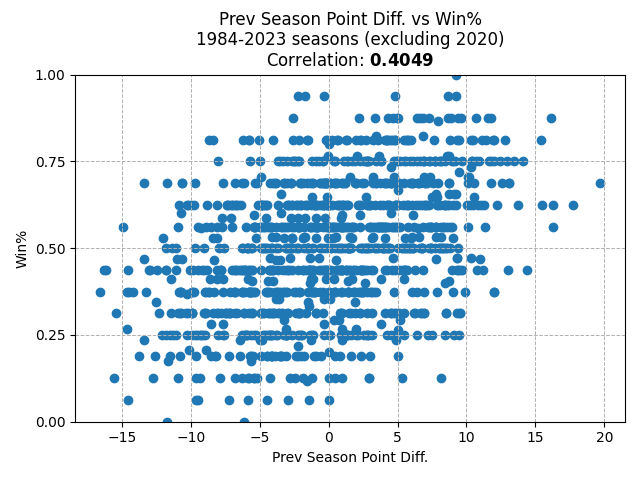 Prev Season Point Diff. vs Win%
1984-2023 seasons (excluding 2020)
Correlation: 0.4049
1.00
0.75
0.50
0.25
0.00
Win%
−15
−10
−5
0
5
10
15
20
Prev Season Point Diff.